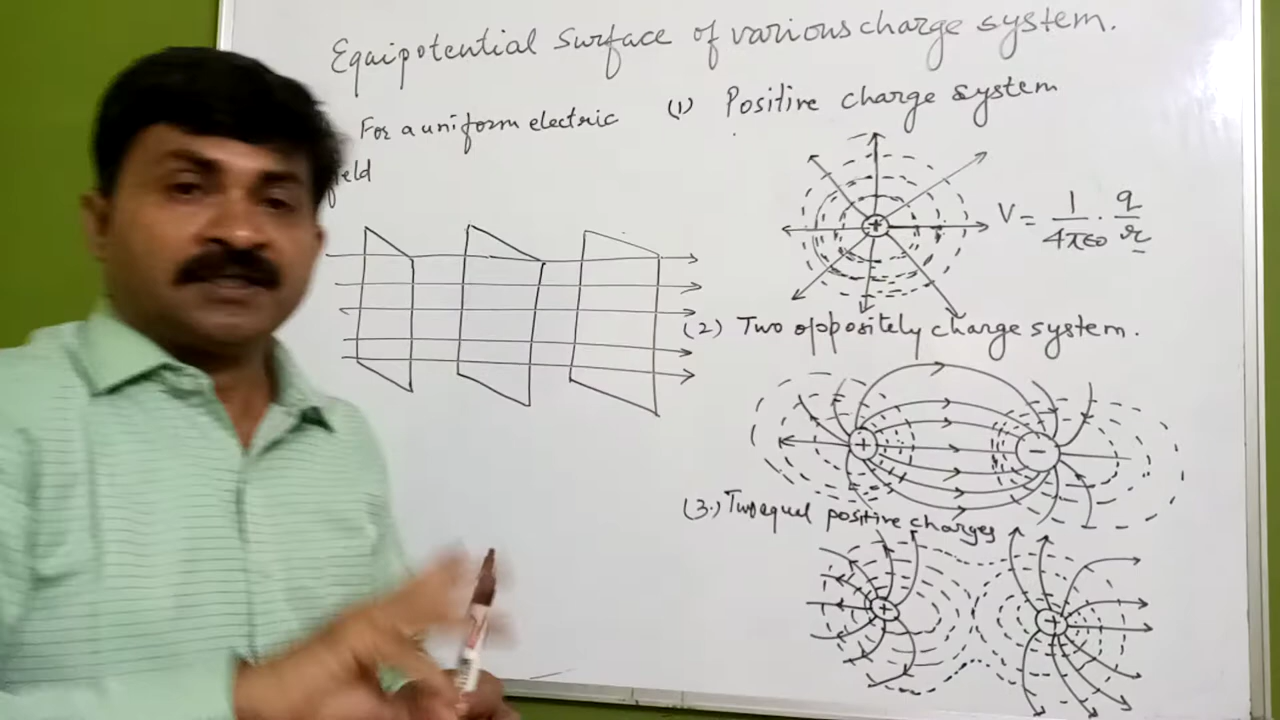 Equipotential Surface of various charge system.
For a uniform electric
field
(1) Positive charge system
V = 1/4πε0 · q/r
(2) Two oppositely charge system.
(3.) Two equal positive charges